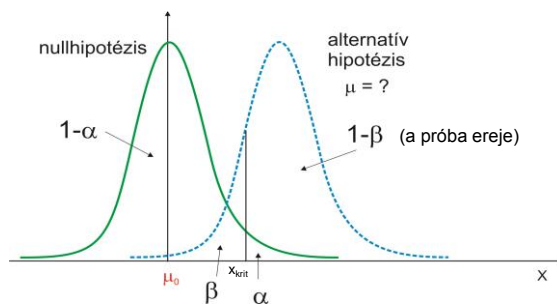 nullhipotézis
alternatív
hipotézis
μ = ?
1-α
1-β (a próba ereje)
μ₀
β
xkrit
α
X